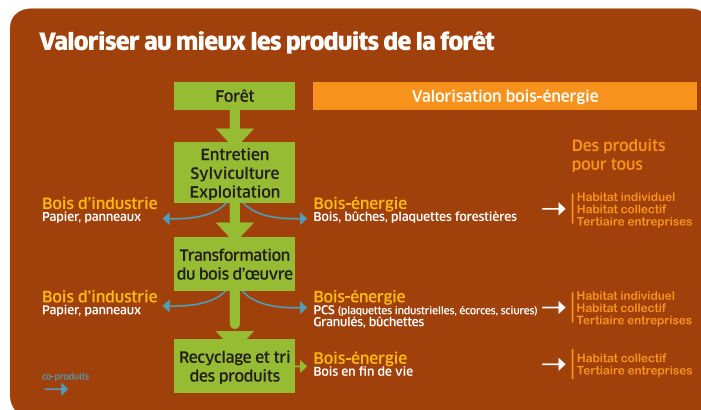 Valoriser au mieux les produits de la forêt
Forêt
Valorisation bois-énergie
Entretien
Sylviculture
Exploitation
Des produits
pour tous
Bois d'industrie
Papier, panneaux
Bois-énergie
Bois, bûches, plaquettes forestières
Habitat individuel
Habitat collectif
Tertiaire entreprises
Transformation
du bois d'œuvre
Bois d'industrie
Papier, panneaux
Bois-énergie
PCS (plaquettes industrielles, écorces, sciures)
Granulés, bûchettes
Habitat individuel
Habitat collectif
Tertiaire entreprises
Recyclage et tri
des produits
Bois-énergie
Bois en fin de vie
Habitat collectif
Tertiaire entreprises
co-produits